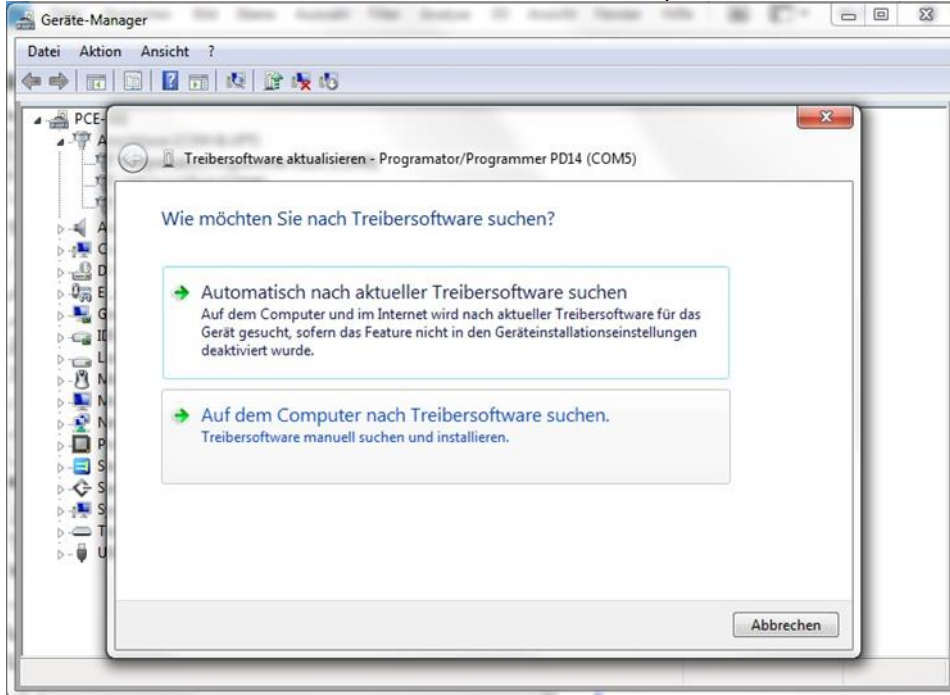 Geräte-Manager
Datei Aktion Ansicht ?
PCE-
A
Treibersoftware aktualisieren - Programator/Programmer PD14 (COM5)
Wie möchten Sie nach Treibersoftware suchen?
A
C
D
E
G
Automatisch nach aktueller Treibersoftware suchen
Auf dem Computer und im Internet wird nach aktueller Treibersoftware für das
Gerät gesucht, sofern das Feature nicht in den Geräteinstallationseinstellungen
deaktiviert wurde.
L
M
N
N
P
S
S
S
T
U
Auf dem Computer nach Treibersoftware suchen.
Treibersoftware manuell suchen und installieren.
Abbrechen